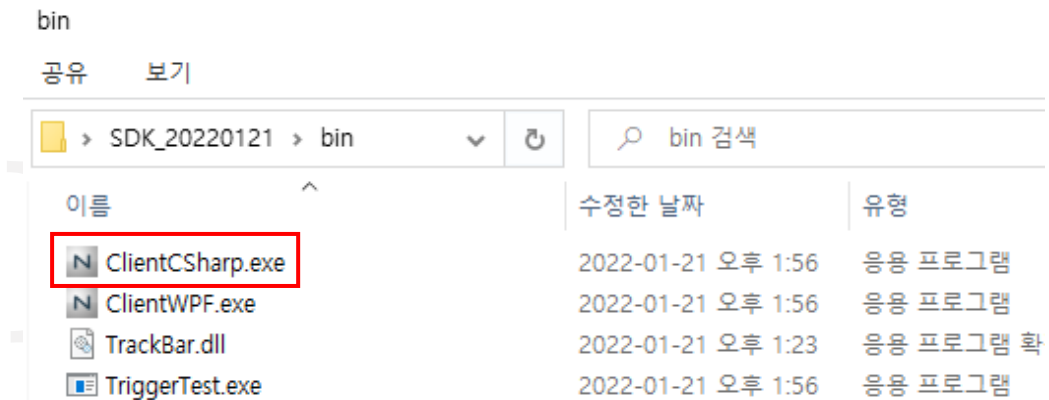 bin
공유 보기
SDK_20220121 > bin bin 검색
이름 수정한 날짜 유형
ClientCSharp.exe 2022-01-21 오후 1:56 응용 프로그램
ClientWPF.exe 2022-01-21 오후 1:56 응용 프로그램
TrackBar.dll 2022-01-21 오후 1:23 응용 프로그램 확
TriggerTest.exe 2022-01-21 오후 1:56 응용 프로그램